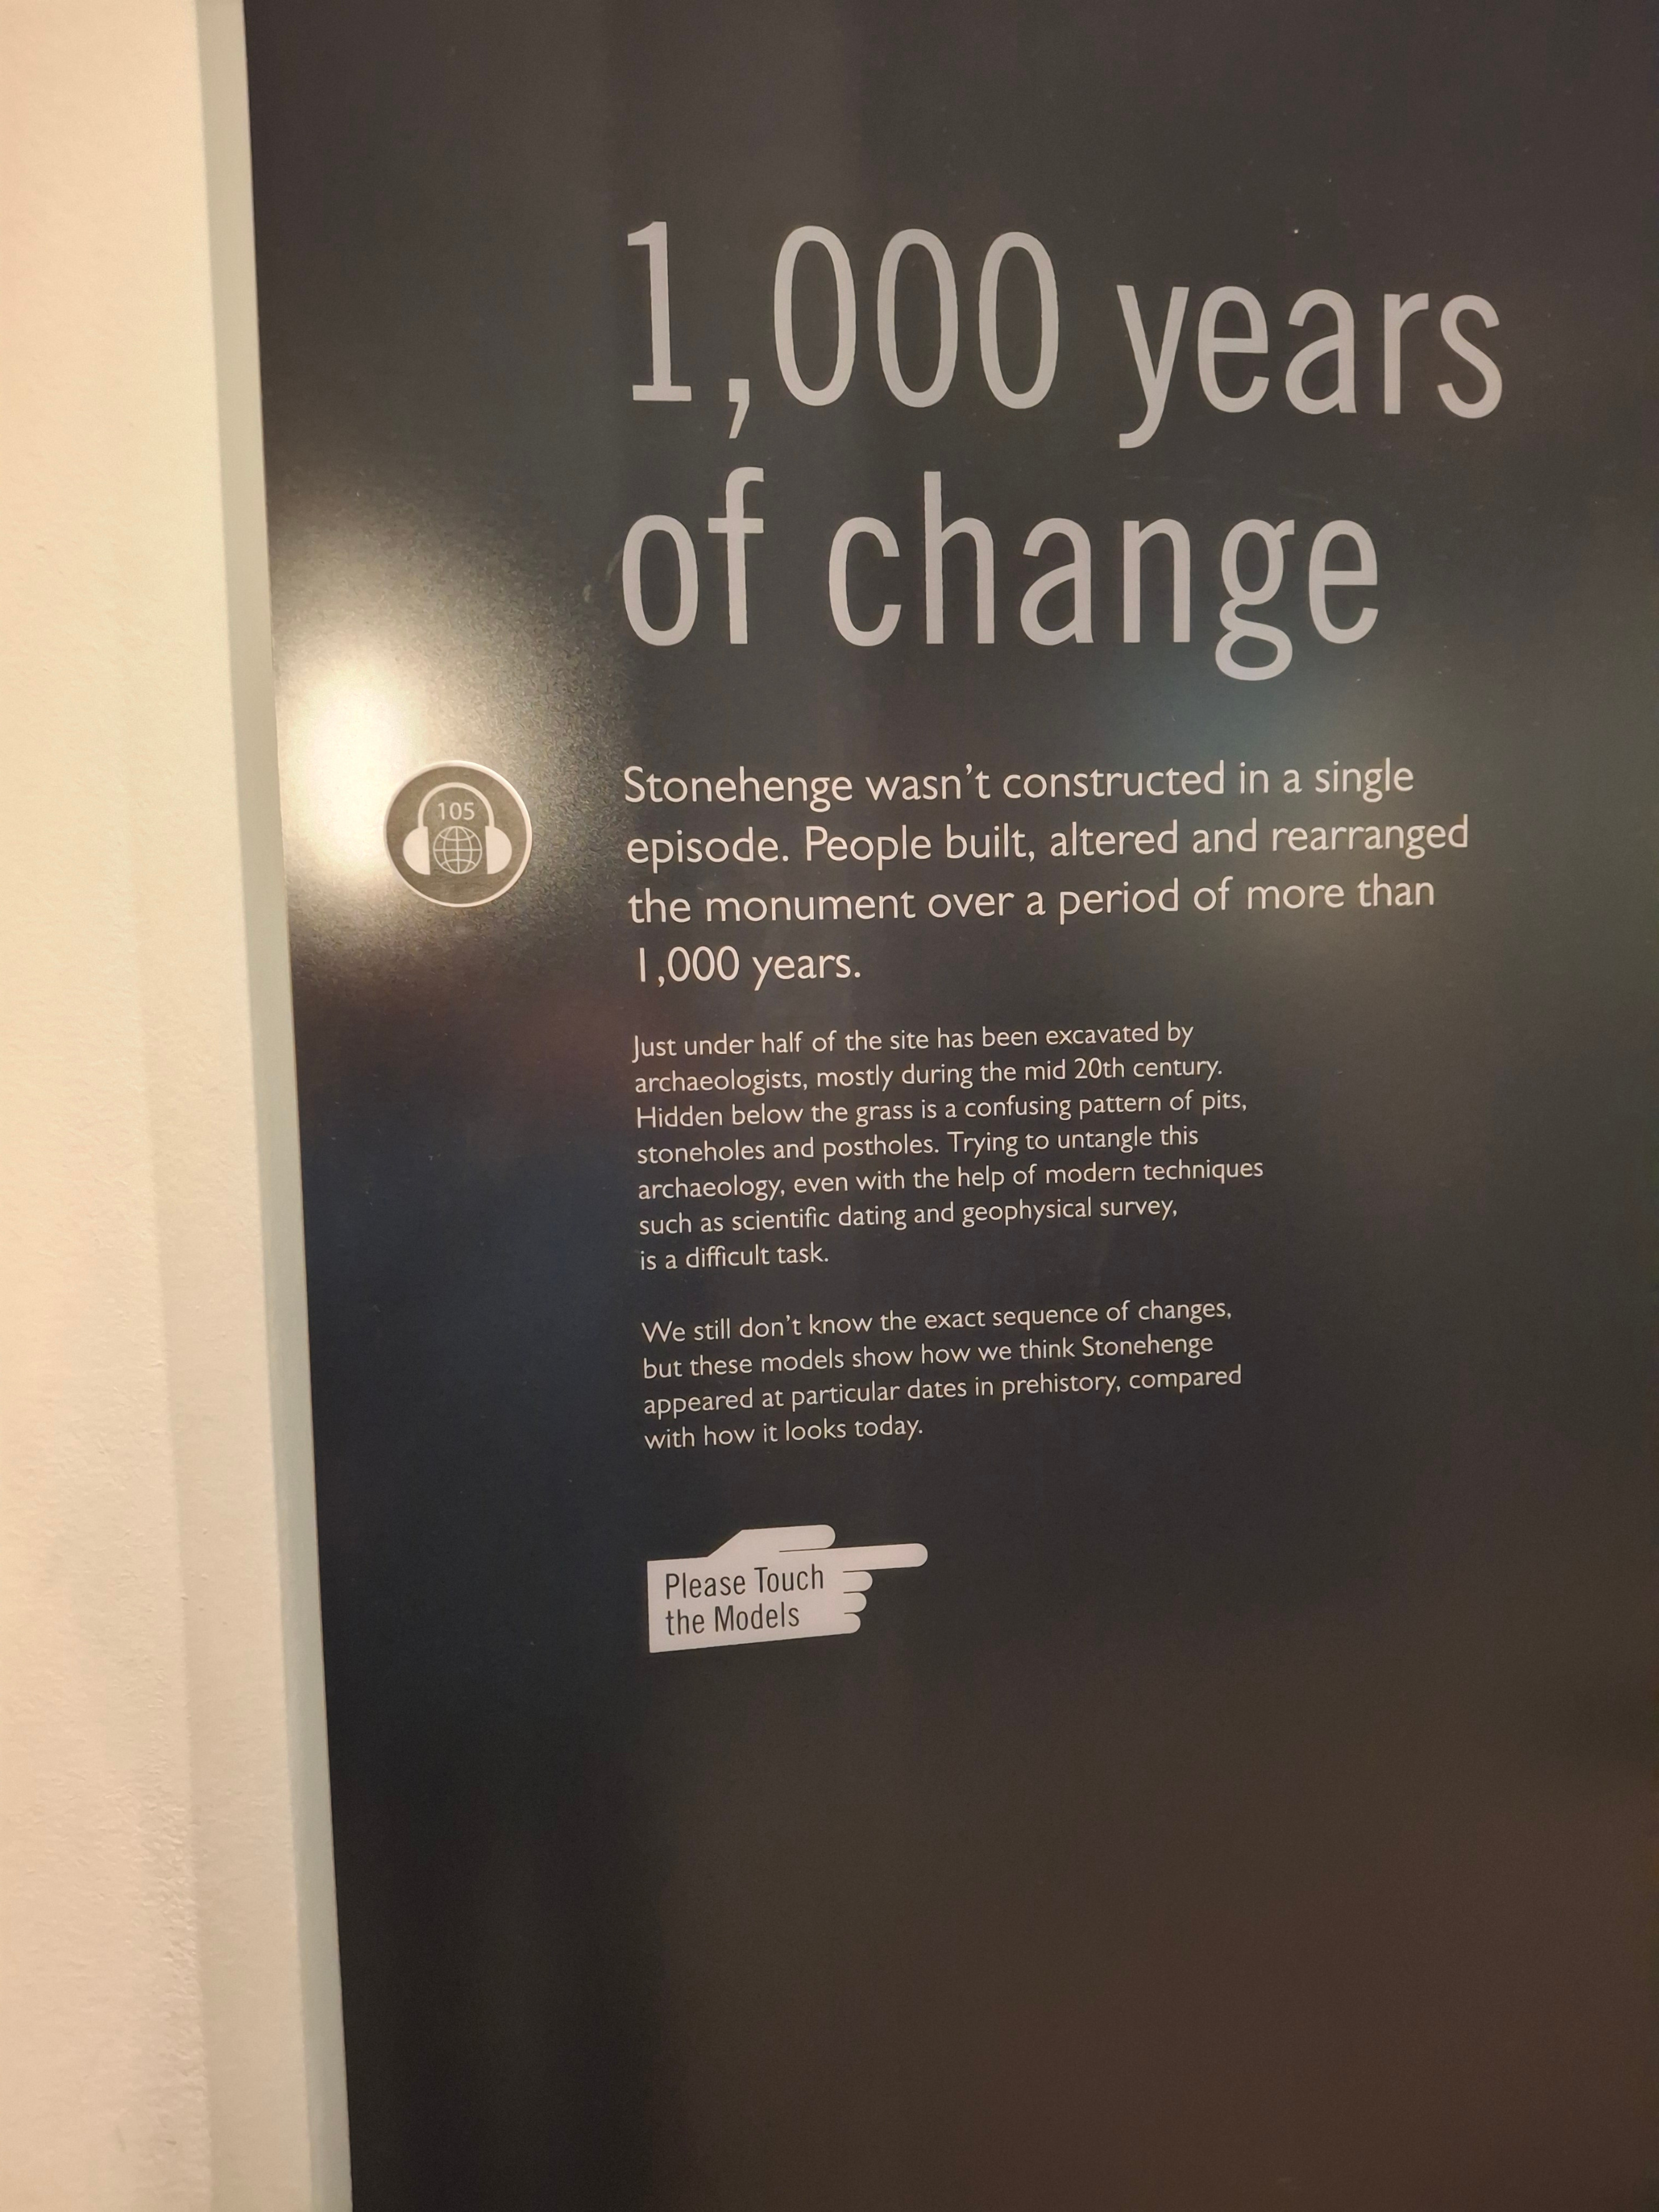 1,000 years
of change
105
Stonehenge wasn't constructed in a single
episode. People built, altered and rearranged
the monument over a period of more than
1,000 years.
Just under half of the site has been excavated by
archaeologists, mostly during the mid 20th century.
Hidden below the grass is a confusing pattern of pits,
stoneholes and postholes. Trying to untangle this
archaeology, even with the help of modern techniques
such as scientific dating and geophysical survey,
is a difficult task.
We still don't know the exact sequence of changes,
but these models show how we think Stonehenge
appeared at particular dates in prehistory, compared
with how it looks today.
Please Touch
the Models